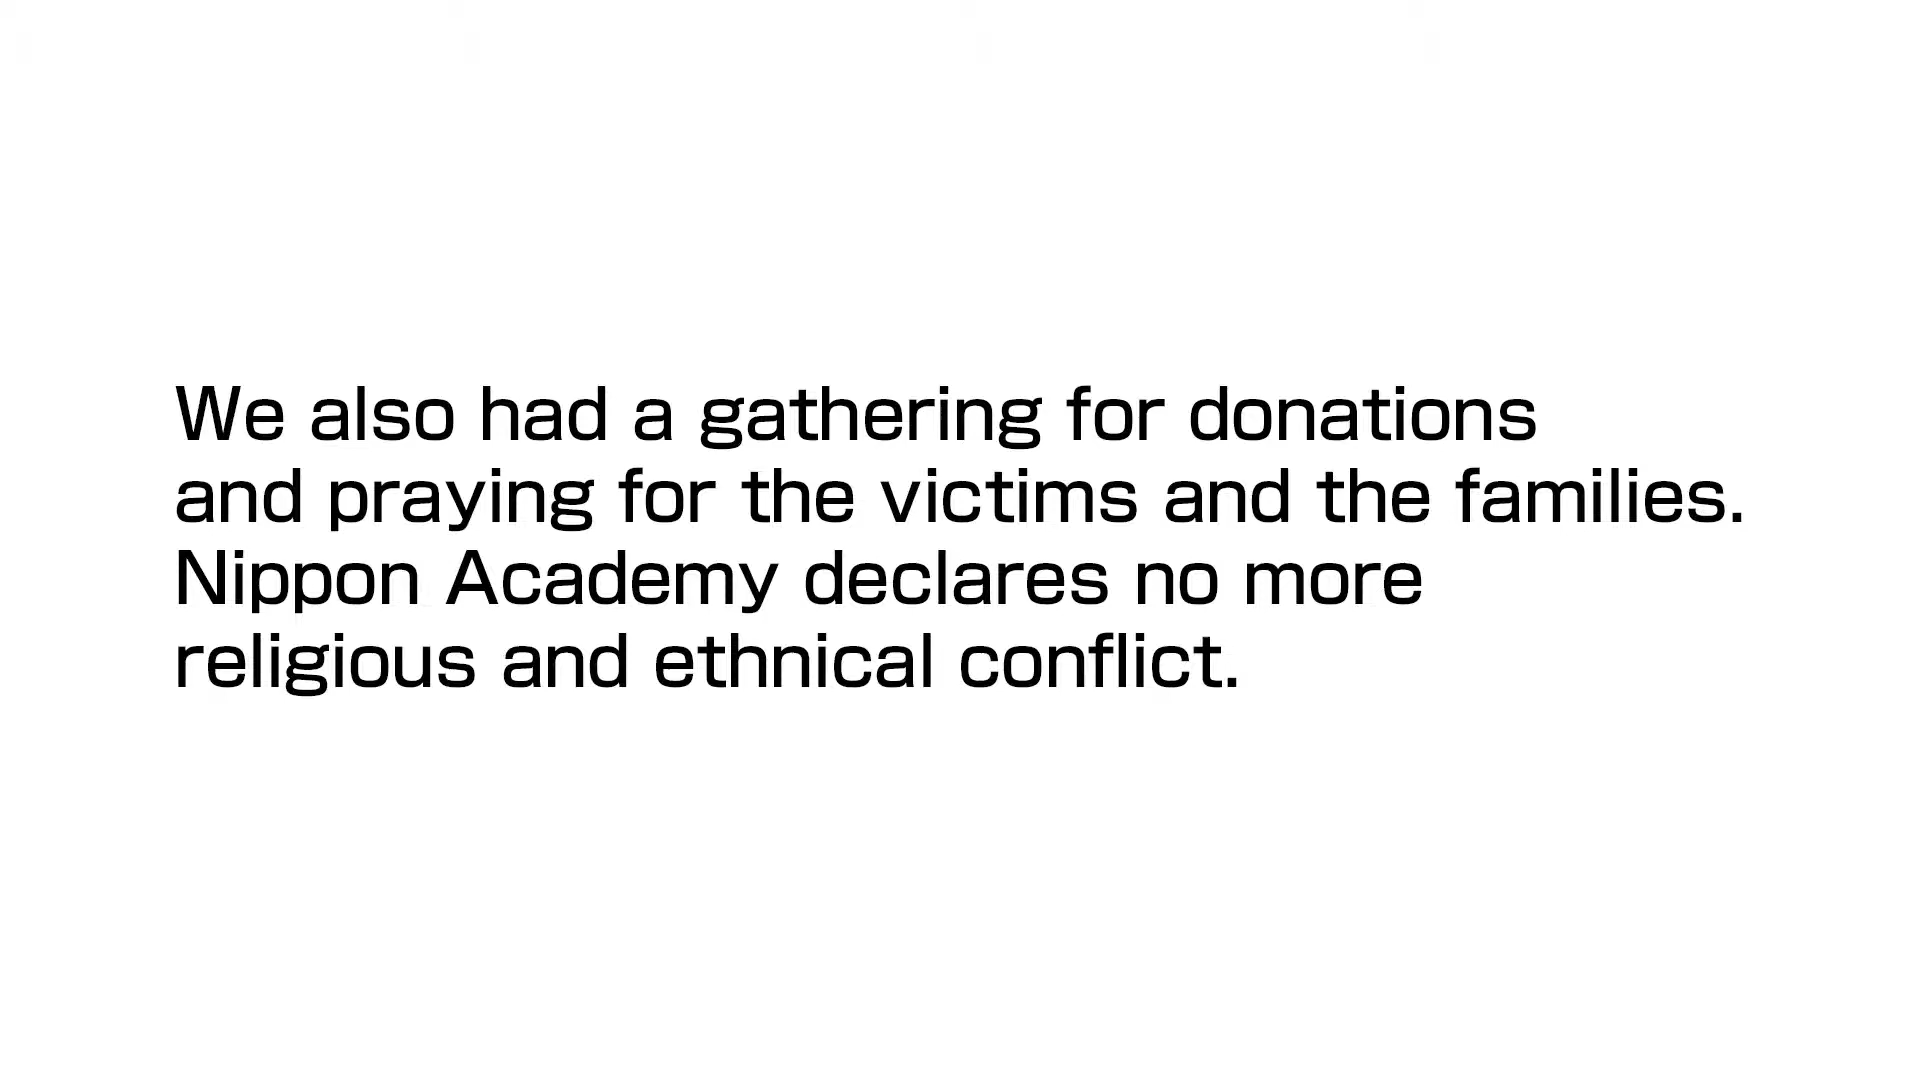 We also had a gathering for donations
and praying for the victims and the families.
Nippon Academy declares no more
religious and ethnical conflict.